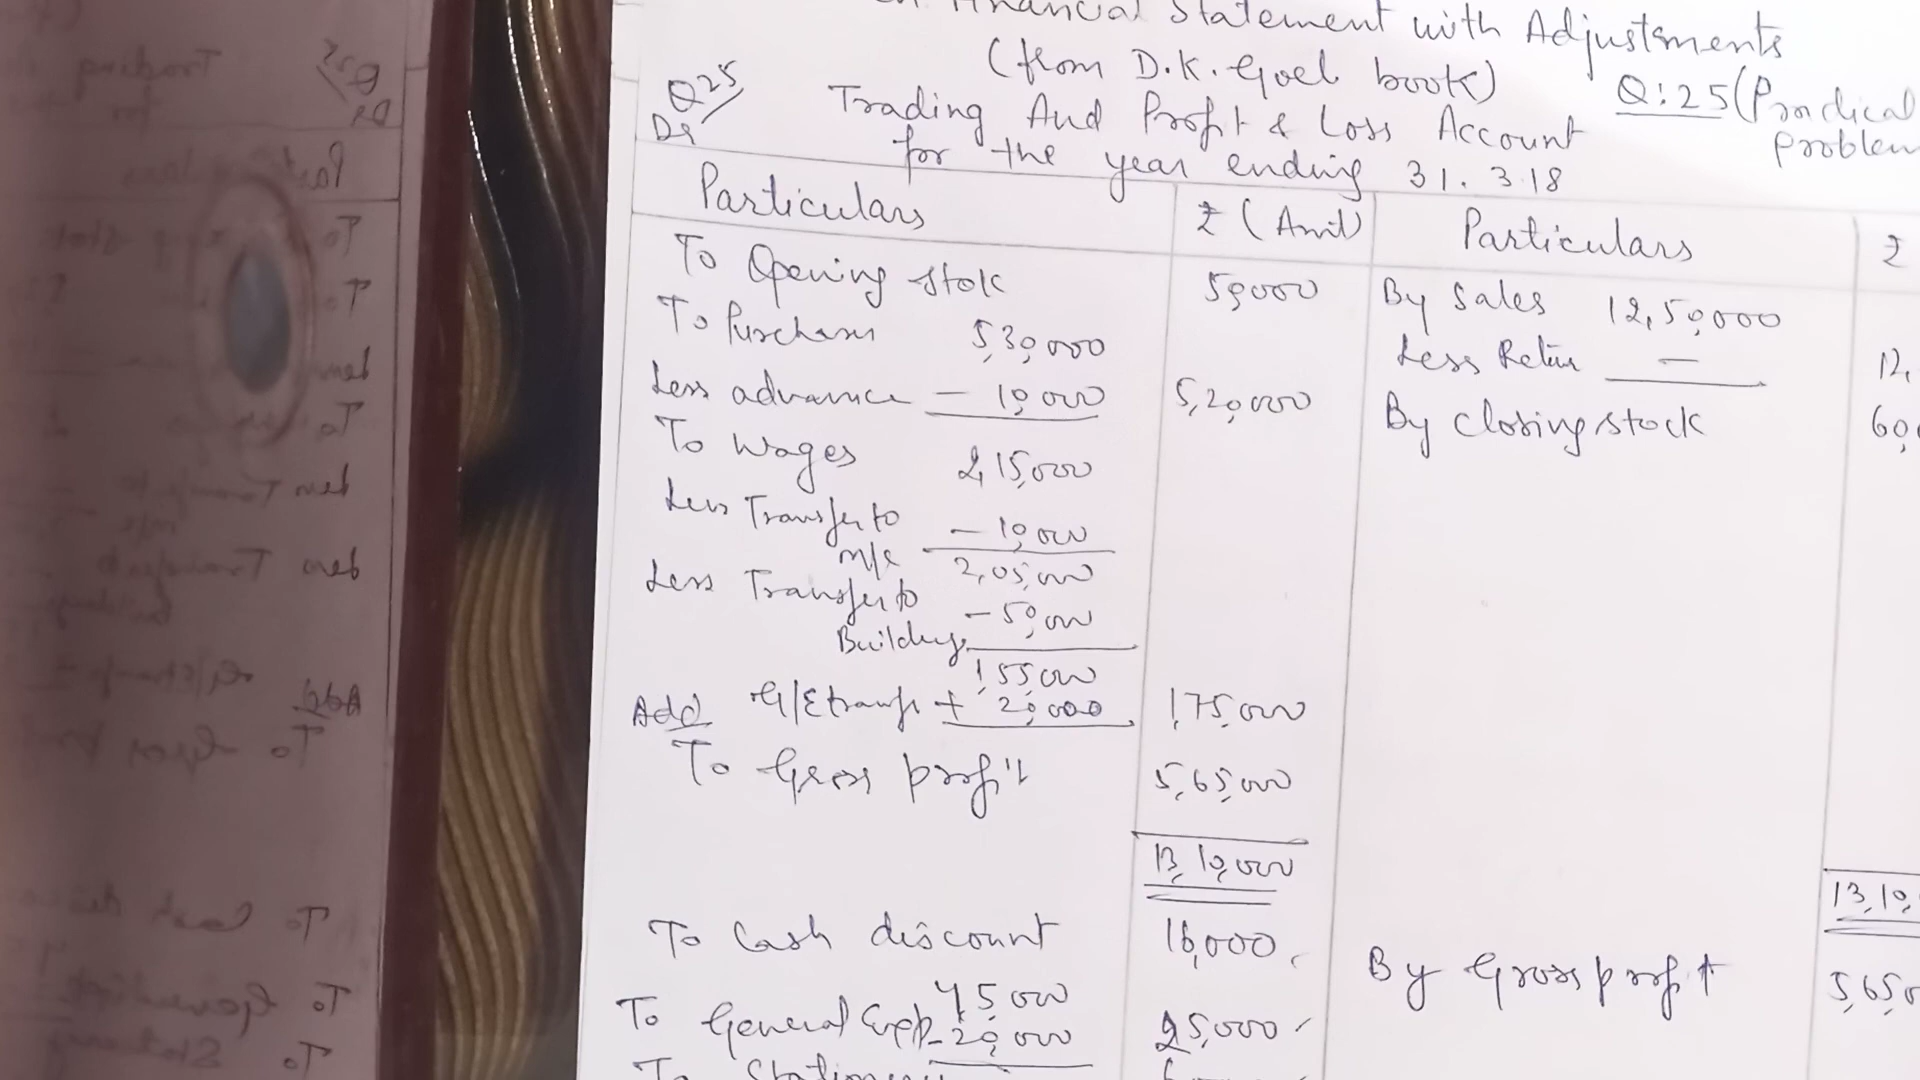 Financial Statement with Adjustements
(from D.K. Goel book)
Q25
Q:25 (Practical
problem
Dr
Trading And Profit & Loss Account
for the year ending 31.3.18
Particulars ₹ (Amt) Particulars ₹
To Opening stok 50,000 By Sales 12,50,000
To Purchases 5,30,000 Less Return — 12,
Less advance — 10,000 5,20,000 By Closing stock 60,
To Wages 2,15,000
Less Transfer to
m/c — 10,000
2,05,000
Less Transfer to
Building — 50,000
1,55,000
Add G/E transf + 20,000 1,75,000
To Gross profit 5,65,000
13,10,000 13,10,
To Cash discount 16,000
By Gross profit 5,65,0
To General Exp 45,000
- 20,000 25,000
To Stationery